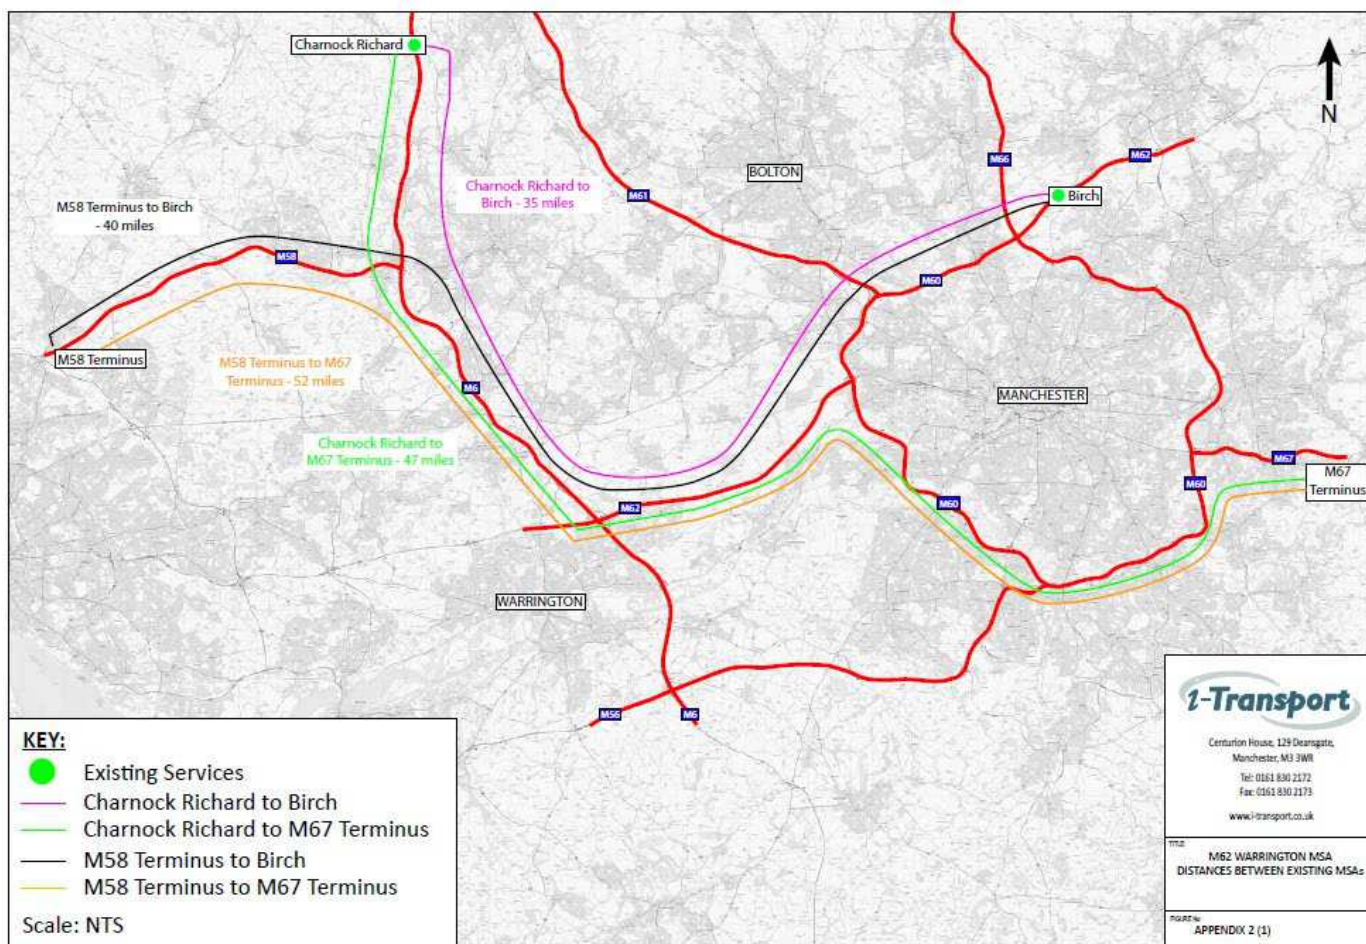 Charnock Richard
N
M66
M62
BOLTON
Charnock Richard to
Birch - 35 miles
M61
Birch
M58 Terminus to Birch
- 40 miles
M58
M60
M58 Terminus
M58 Terminus to M67
Terminus - 52 miles
M6
MANCHESTER
Charnock Richard to
M67 Terminus - 47 miles
M67
M67
Terminus
M60
M60
M62
WARRINGTON
M56
M6
KEY:
Existing Services
Charnock Richard to Birch
Charnock Richard to M67 Terminus
M58 Terminus to Birch
M58 Terminus to M67 Terminus
Scale: NTS
i-Transport
Centurion House, 129 Deansgate,
Manchester, M3 3WR
Tel: 0161 830 2172
Fax: 0161 830 2173
www.i-transport.co.uk
TITLE
M62 WARRINGTON MSA
DISTANCES BETWEEN EXISTING MSAs
FIGURE No
APPENDIX 2 (1)